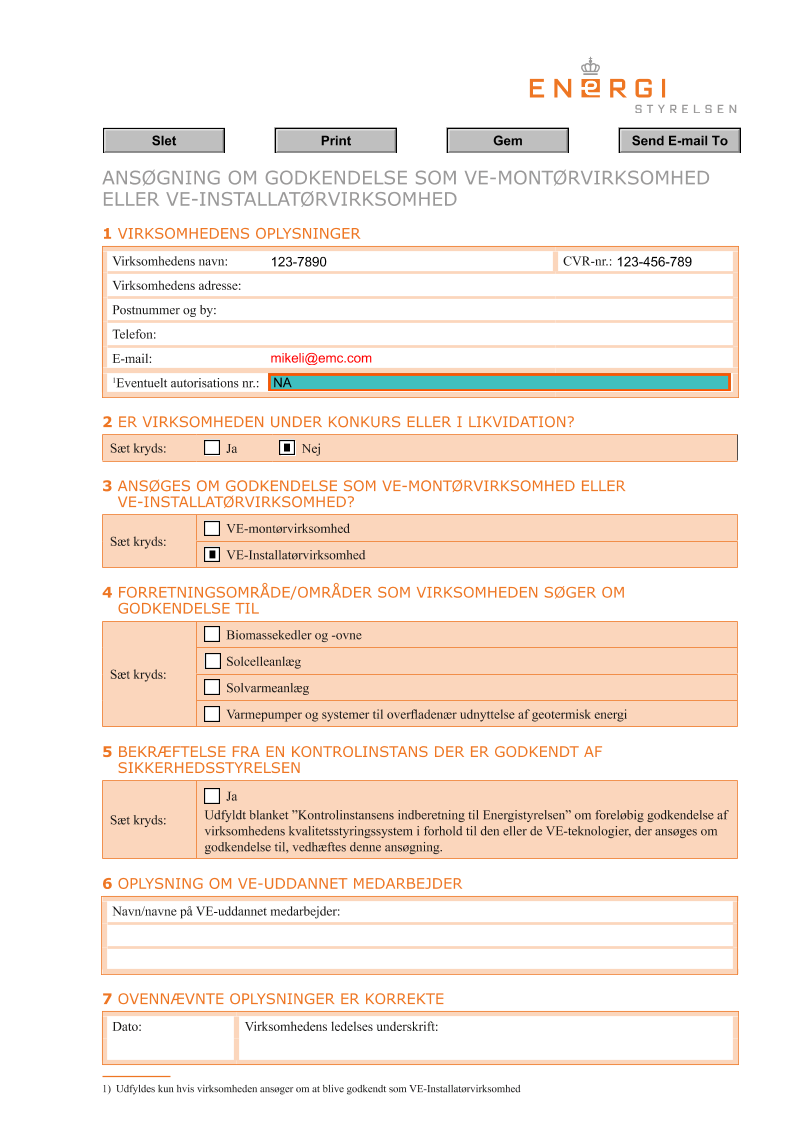 ENERGI
STYRELSEN
Slet Print Gem Send E-mail To
ANSØGNING OM GODKENDELSE SOM VE-MONTØRVIRKSOMHED
ELLER VE-INSTALLATØRVIRKSOMHED
1 VIRKSOMHEDENS OPLYSNINGER
Virksomhedens navn: 123-7890 CVR-nr.: 123-456-789
Virksomhedens adresse:
Postnummer og by:
Telefon:
E-mail: mikeli@emc.com
¹Eventuelt autorisations nr.: NA
2 ER VIRKSOMHEDEN UNDER KONKURS ELLER I LIKVIDATION?
Sæt kryds: Ja Nej
3 ANSØGES OM GODKENDELSE SOM VE-MONTØRVIRKSOMHED ELLER
VE-INSTALLATØRVIRKSOMHED?
Sæt kryds:
VE-montørvirksomhed
VE-Installatørvirksomhed
4 FORRETNINGSOMRÅDE/OMRÅDER SOM VIRKSOMHEDEN SØGER OM
GODKENDELSE TIL
Sæt kryds:
Biomassekedler og -ovne
Solcelleanlæg
Solvarmeanlæg
Varmepumper og systemer til overfladenær udnyttelse af geotermisk energi
5 BEKRÆFTELSE FRA EN KONTROLINSTANS DER ER GODKENDT AF
SIKKERHEDSSTYRELSEN
Sæt kryds:
Ja
Udfyldt blanket ”Kontrolinstansens indberetning til Energistyrelsen” om foreløbig godkendelse af
virksomhedens kvalitetsstyringssystem i forhold til den eller de VE-teknologier, der ansøges om
godkendelse til, vedhæftes denne ansøgning.
6 OPLYSNING OM VE-UDDANNET MEDARBEJDER
Navn/navne på VE-uddannet medarbejder:
7 OVENNÆVNTE OPLYSNINGER ER KORREKTE
Dato: Virksomhedens ledelses underskrift:
1) Udfyldes kun hvis virksomheden ansøger om at blive godkendt som VE-Installatørvirksomhed